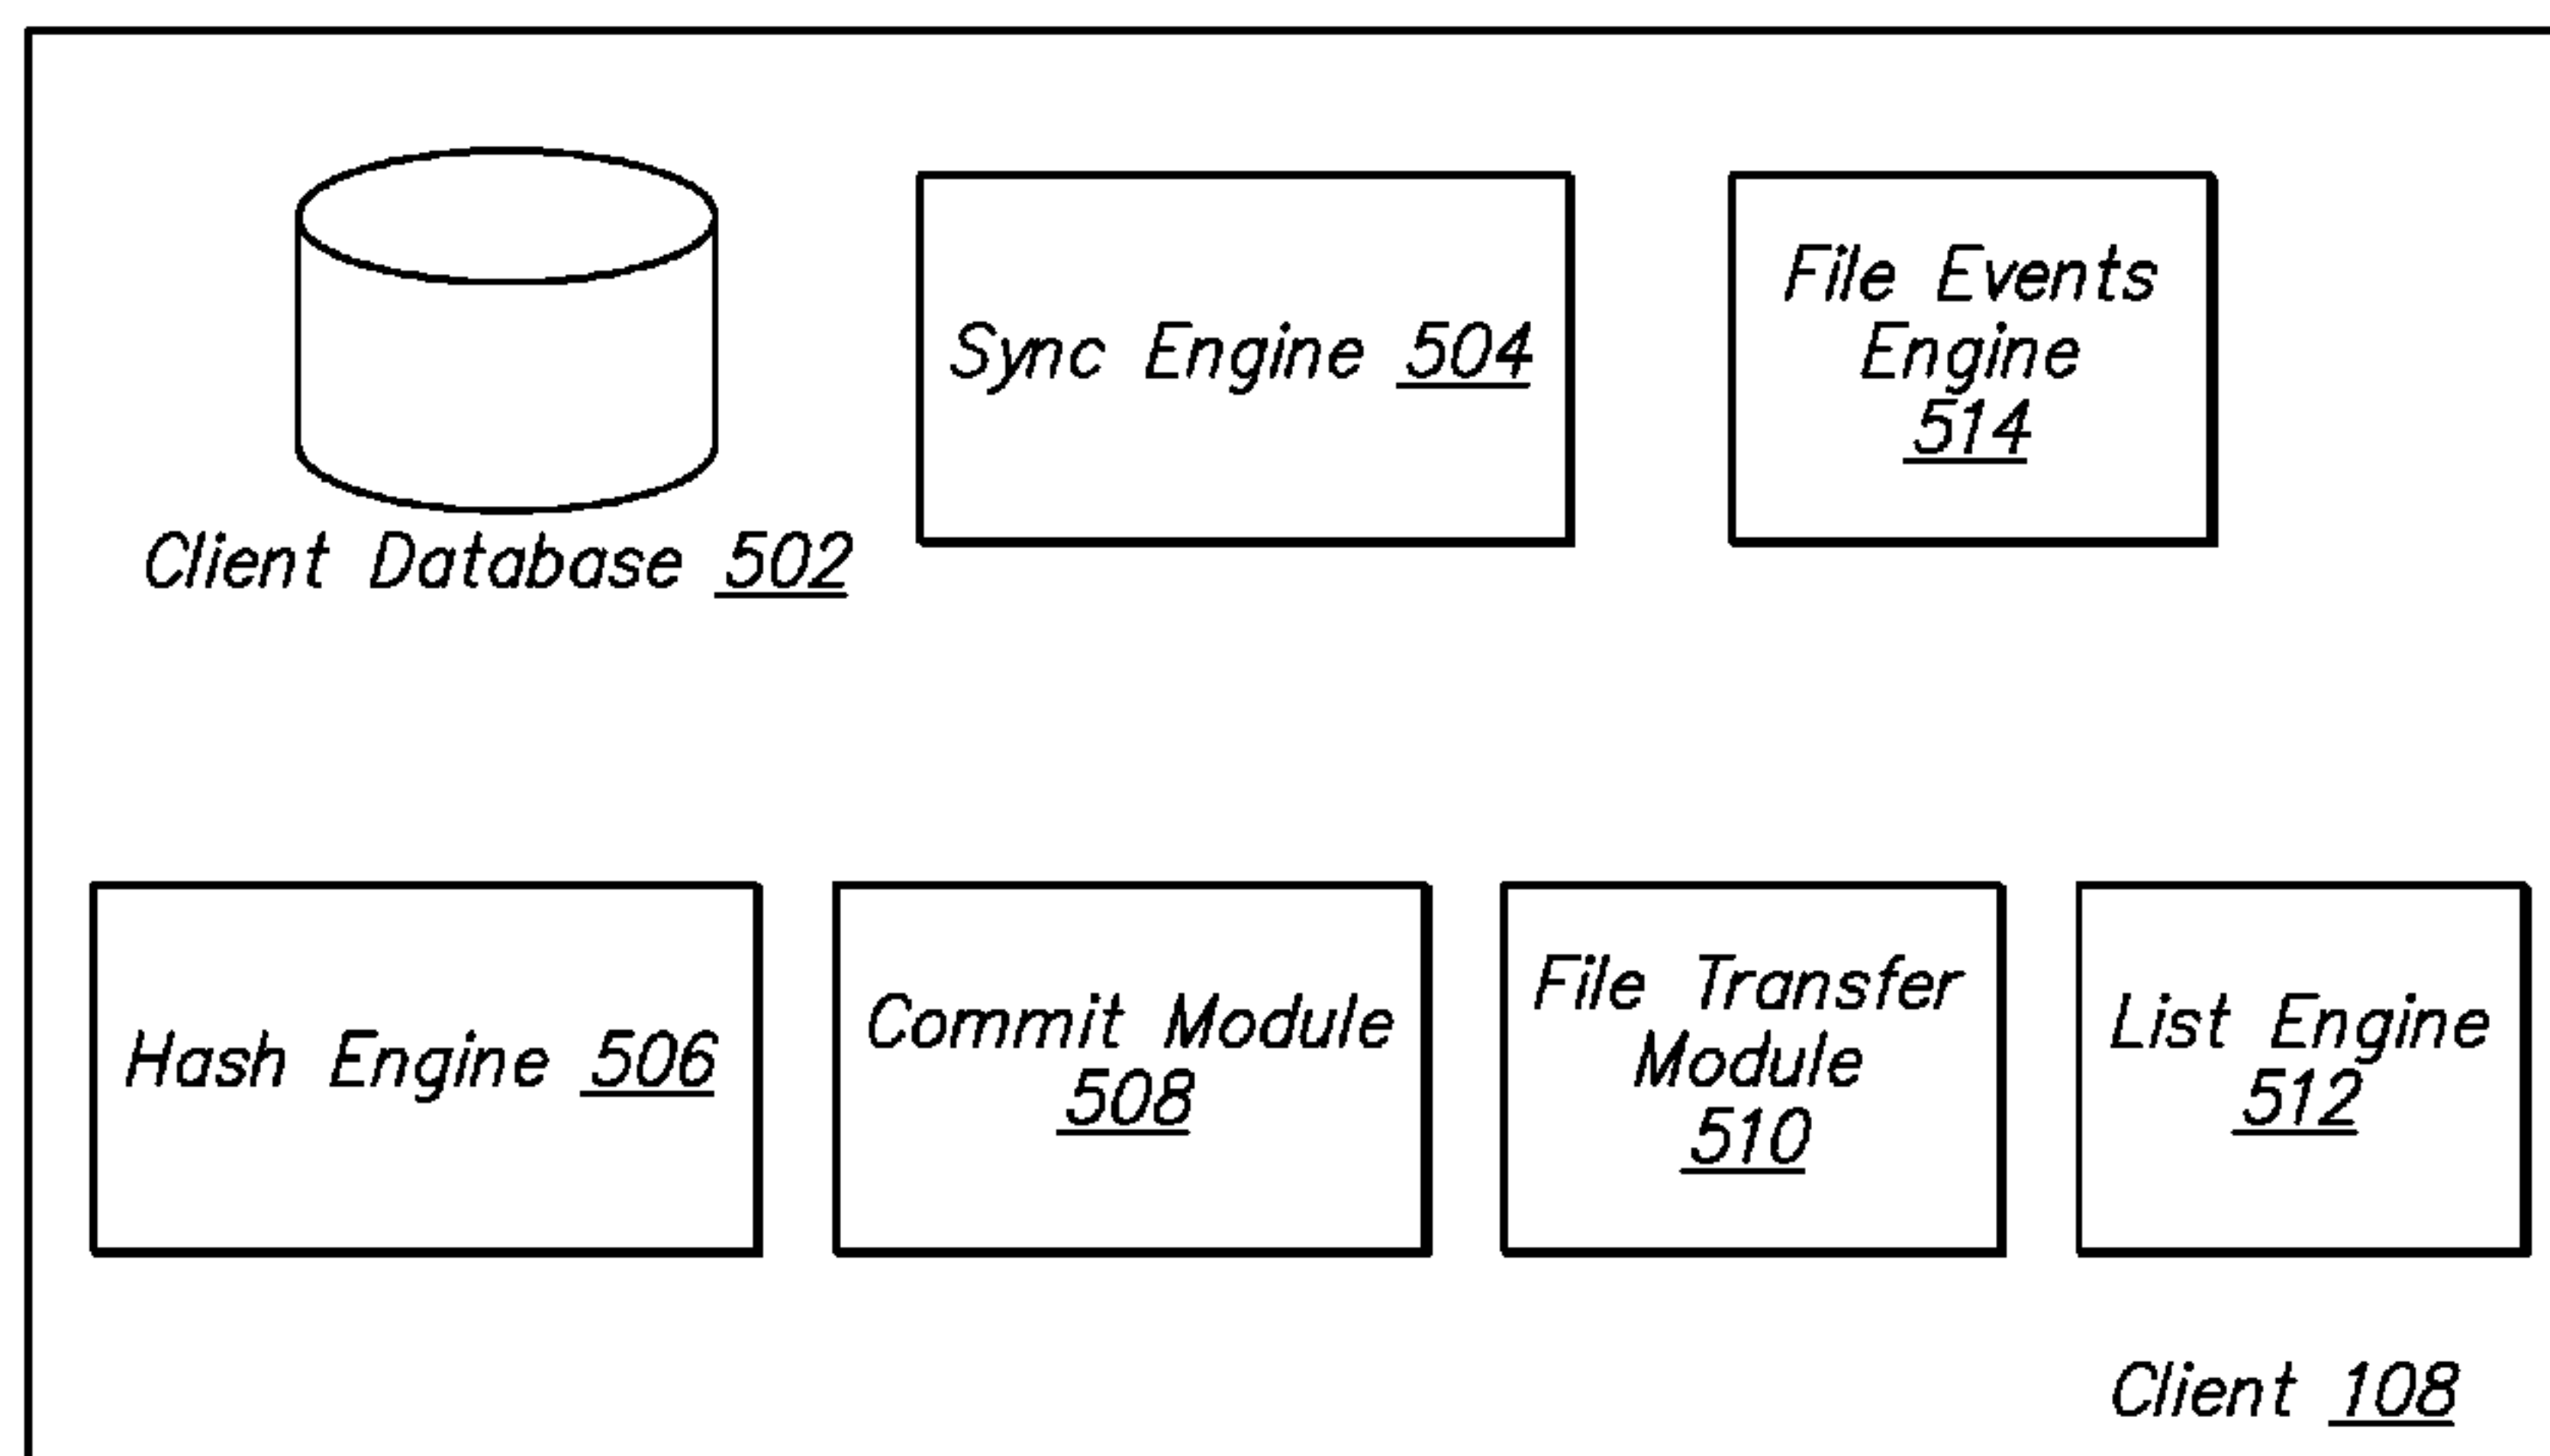 Client Database 502
Sync Engine 504
File Events
Engine
514
Hash Engine 506
Commit Module
508
File Transfer
Module
510
List Engine
512
Client 108